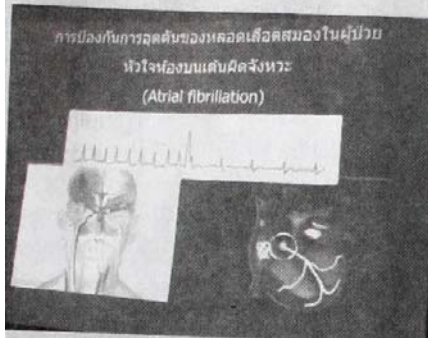 การป้องกันการอุดตันของหลอดเลือดสมองในผู้ป่วย
หัวใจห้องบนเต้นผิดจังหวะ
(Atrial fibrillation)